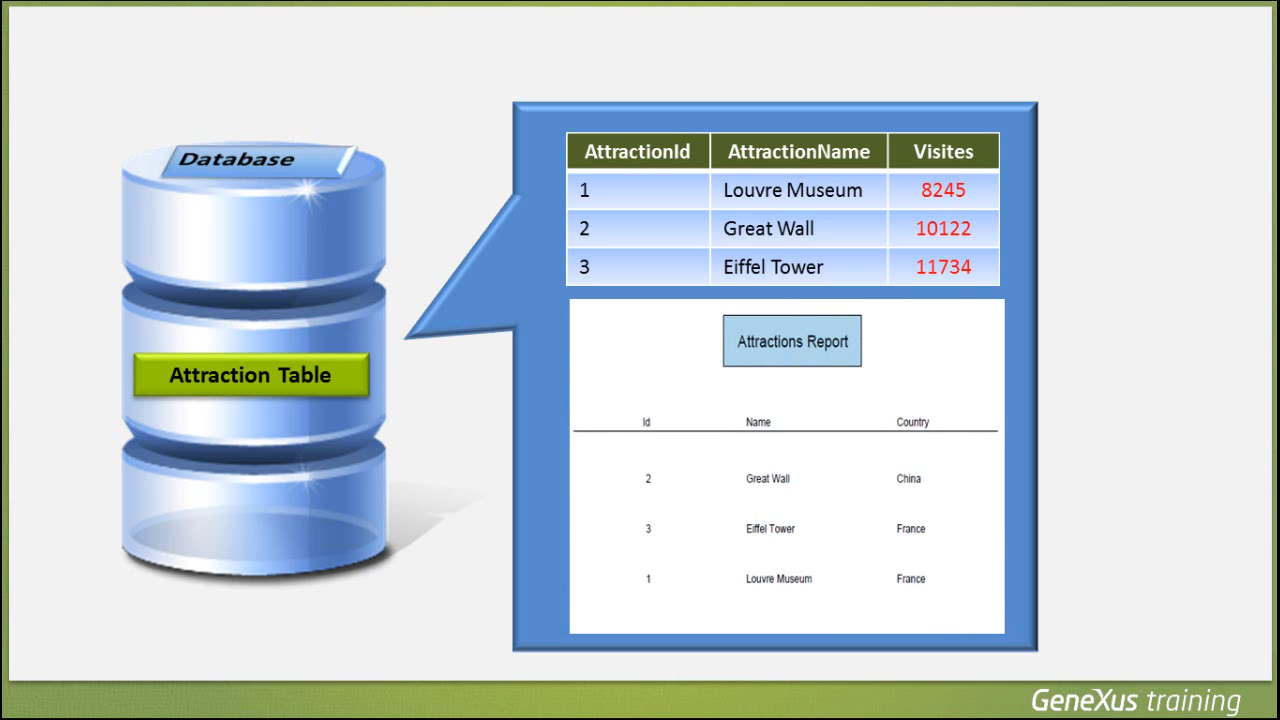 Database
Attraction Table
AttractionId AttractionName Visites
1 Louvre Museum 8245
2 Great Wall 10122
3 Eiffel Tower 11734
Attractions Report
Id Name Country
2 Great Wall China
3 Eiffel Tower France
1 Louvre Museum France
GeneXus training